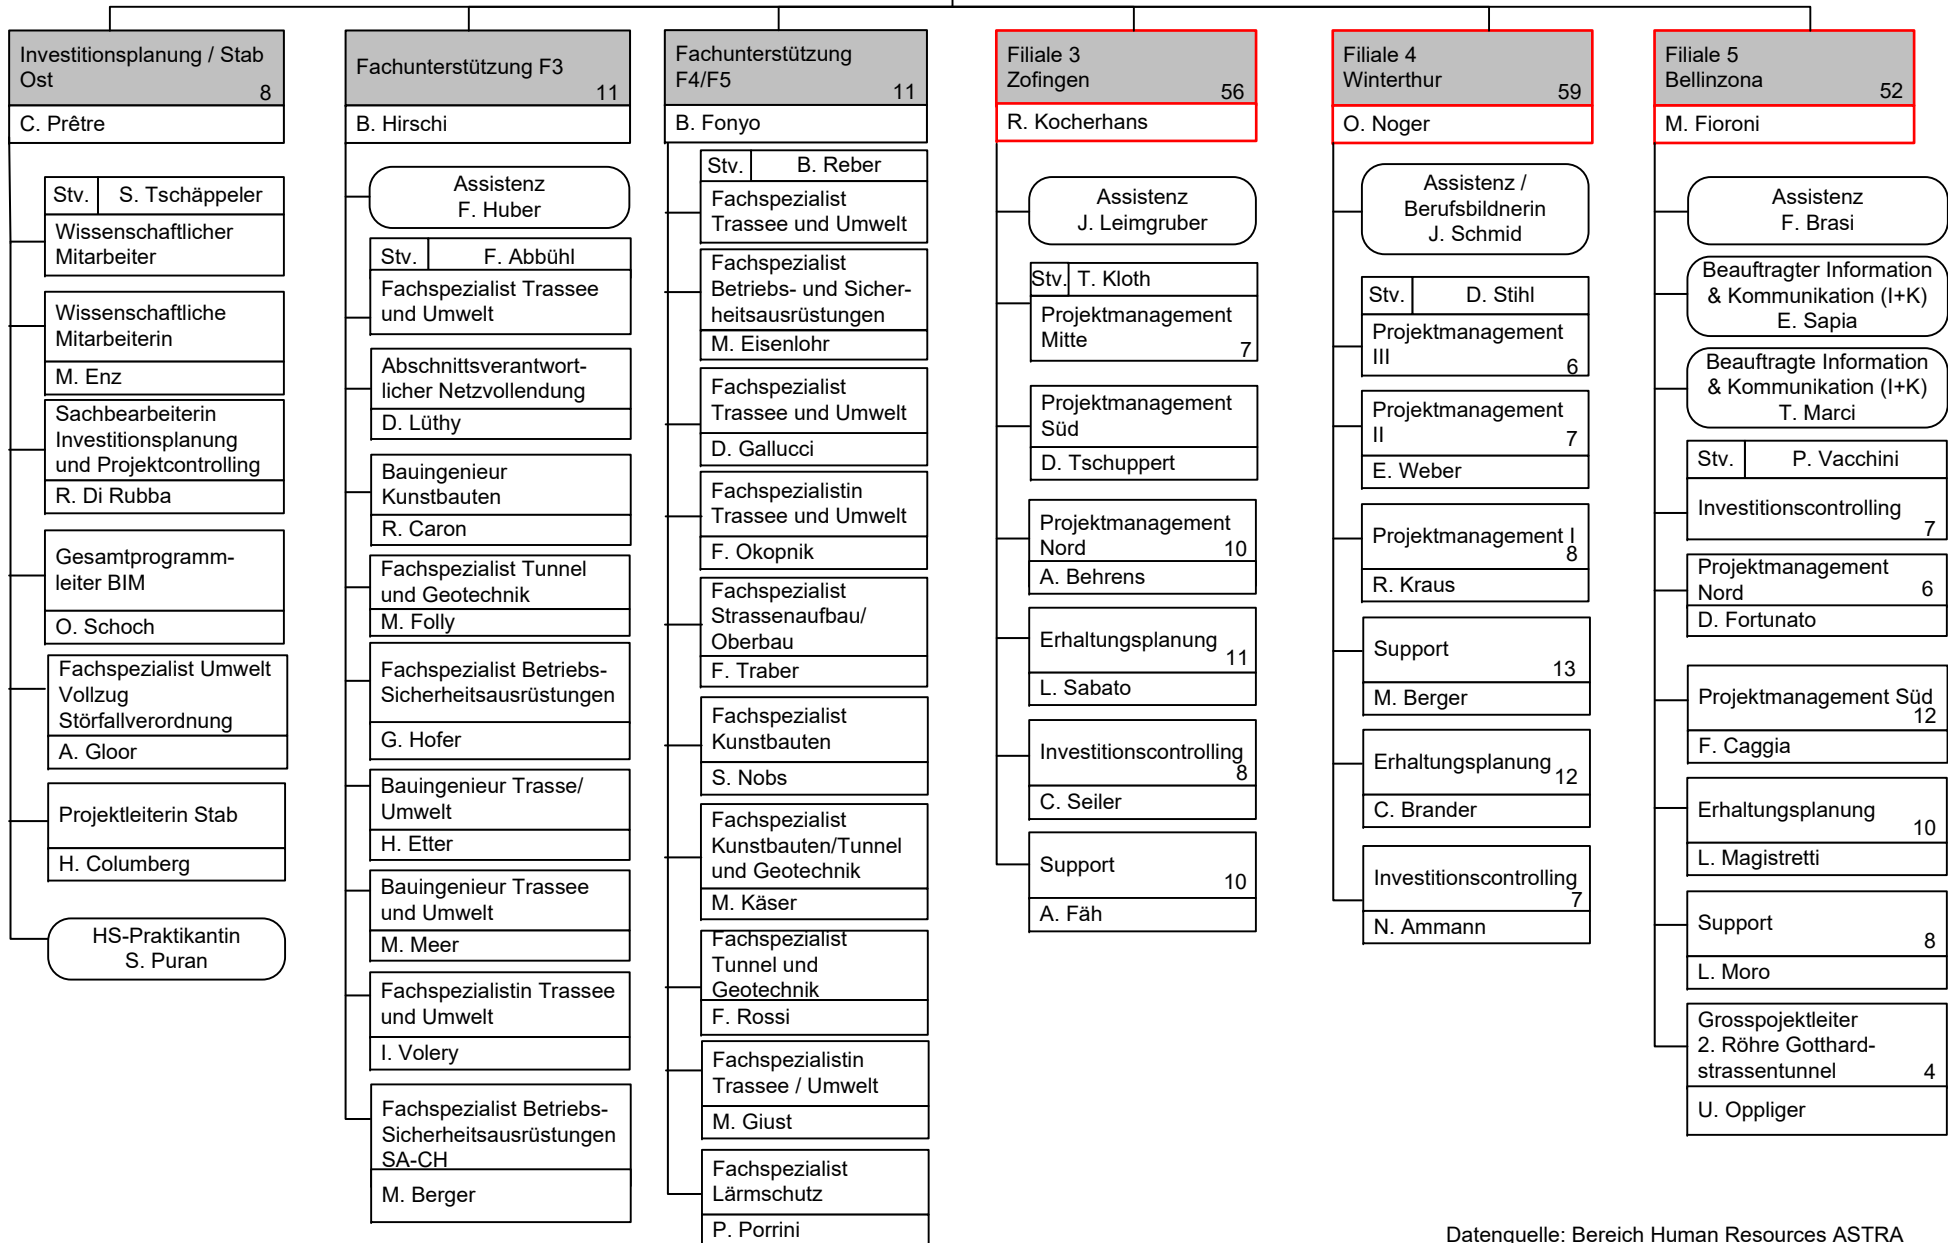 Investitionsplanung / Stab
Ost
8
C. Prêtre
Stv.
S. Tschäppeler
Wissenschaftlicher
Mitarbeiter
Wissenschaftliche
Mitarbeiterin
M. Enz
Sachbearbeiterin
Investitionsplanung
und Projektcontrolling
R. Di Rubba
Gesamtprogramm-
leiter BIM
O. Schoch
Fachspezialist Umwelt
Vollzug
Störfallverordnung
A. Gloor
Projektleiterin Stab
H. Columberg
HS-Praktikantin
S. Puran
Fachunterstützung F3
11
B. Hirschi
Assistenz
F. Huber
Stv.
F. Abbühl
Fachspezialist Trassee
und Umwelt
Abschnittsverantwort-
licher Netzvollendung
D. Lüthy
Bauingenieur
Kunstbauten
R. Caron
Fachspezialist Tunnel
und Geotechnik
M. Folly
Fachspezialist Betriebs-
Sicherheitsausrüstungen
G. Hofer
Bauingenieur Trasse/
Umwelt
H. Etter
Bauingenieur Trassee
und Umwelt
M. Meer
Fachspezialistin Trassee
und Umwelt
I. Volery
Fachspezialist Betriebs-
Sicherheitsausrüstungen
SA-CH
M. Berger
Fachunterstützung
F4/F5
11
B. Fonyo
Stv.
B. Reber
Fachspezialist
Trassee und Umwelt
Fachspezialist
Betriebs- und Sicher-
heitsausrüstungen
M. Eisenlohr
Fachspezialist
Trassee und Umwelt
D. Gallucci
Fachspezialistin
Trassee und Umwelt
F. Okopnik
Fachspezialist
Strassenaufbau/
Oberbau
F. Traber
Fachspezialist
Kunstbauten
S. Nobs
Fachspezialist
Kunstbauten/Tunnel
und Geotechnik
M. Käser
Fachspezialist
Tunnel und
Geotechnik
F. Rossi
Fachspezialistin
Trassee / Umwelt
M. Giust
Fachspezialist
Lärmschutz
P. Porrini
Filiale 3
Zofingen
56
R. Kocherhans
Assistenz
J. Leimgruber
Stv.
T. Kloth
Projektmanagement
Mitte
7
Projektmanagement
Süd
D. Tschuppert
Projektmanagement
Nord
10
A. Behrens
Erhaltungsplanung
11
L. Sabato
Investitionscontrolling
8
C. Seiler
Support
10
A. Fäh
Filiale 4
Winterthur
59
O. Noger
Assistenz /
Berufsbildnerin
J. Schmid
Stv.
D. Stihl
Projektmanagement
III
6
Projektmanagement
II
7
E. Weber
Projektmanagement I
8
R. Kraus
Support
13
M. Berger
Erhaltungsplanung
12
C. Brander
Investitionscontrolling
7
N. Ammann
Filiale 5
Bellinzona
52
M. Fioroni
Assistenz
F. Brasi
Beauftragter Information
& Kommunikation (I+K)
E. Sapia
Beauftragte Information
& Kommunikation (I+K)
T. Marci
Stv.
P. Vacchini
Investitionscontrolling
7
Projektmanagement
Nord
6
D. Fortunato
Projektmanagement Süd
12
F. Caggia
Erhaltungsplanung
10
L. Magistretti
Support
8
L. Moro
Grosspojektleiter
2. Röhre Gotthard-
strassentunnel
4
U. Oppliger
Datenquelle: Bereich Human Resources ASTRA